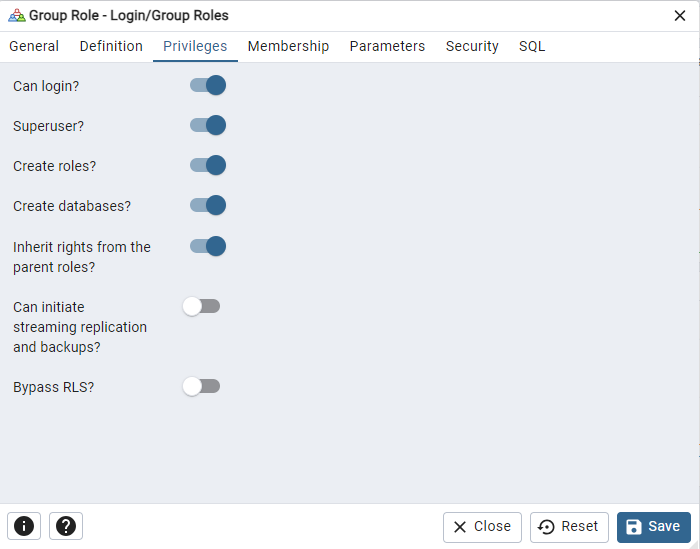 Group Role - Login/Group Roles
General Definition Privileges Membership Parameters Security SQL
Can login?
Superuser?
Create roles?
Create databases?
Inherit rights from the
parent roles?
Can initiate
streaming replication
and backups?
Bypass RLS?
Close Reset Save